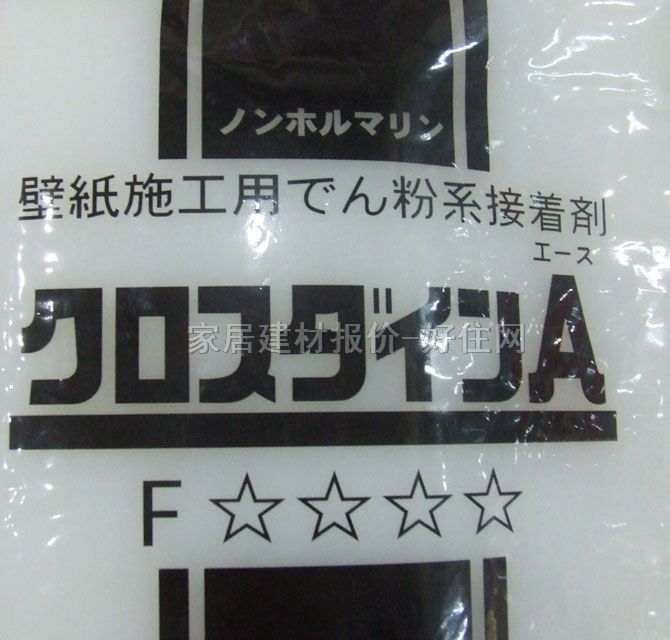 ノンホルマリン
壁紙施工用でん粉系接着剤
エース
クロスダインA
家居建材报价-好住网
F☆☆☆☆